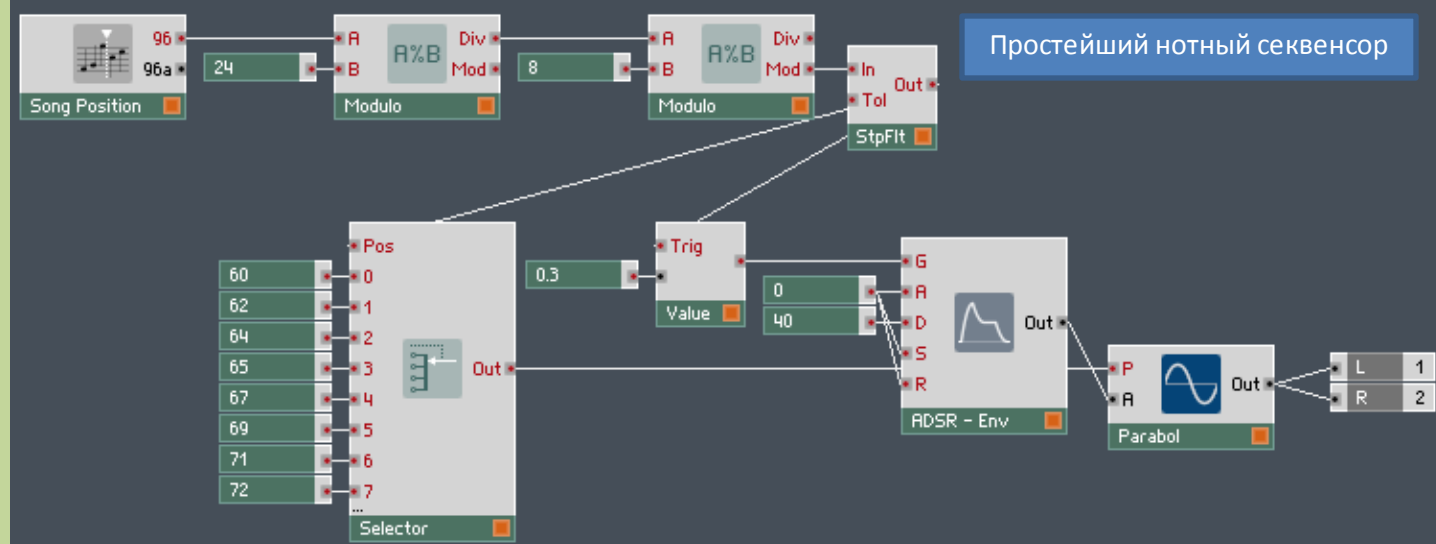 Простейший нотный секвенсор
96
96a
Song Position
24
A
B
A%B
Div
Mod
Modulo
8
A
B
A%B
Div
Mod
Modulo
In
Tol
Out
StpFlt
Pos
60
0
62
1
64
2
65
3
67
4
69
5
71
6
72
7
...
Out
Selector
0.3
Trig
Value
0
40
G
A
D
S
R
Out
ADSR - Env
P
A
Out
Parabol
L 1
R 2